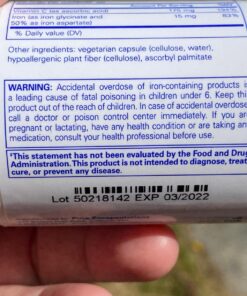 Vitamin C (as ascorbic acid) 175 mg
Iron (as iron glycinate and 15 mg 83%
50% as iron aspartate)
% Daily value (DV)
Other ingredients: vegetarian capsule (cellulose, water),
hypoallergenic plant fiber (cellulose), ascorbyl palmitate
WARNING: Accidental overdose of iron-containing products i
a leading cause of fatal poisoning in children under 6. Keep this
product out of the reach of children. In case of accidental overdose
call a doctor or poison control center immediately. If you are
pregnant or lactating, have any health condition or are taking an
medication, consult your health professional before use.
*This statement has not been evaluated by the Food and Drug
Administration. This product is not intended to diagnose, treat
cure, or prevent any disease.
Lot 50218142 EXP 03/2022